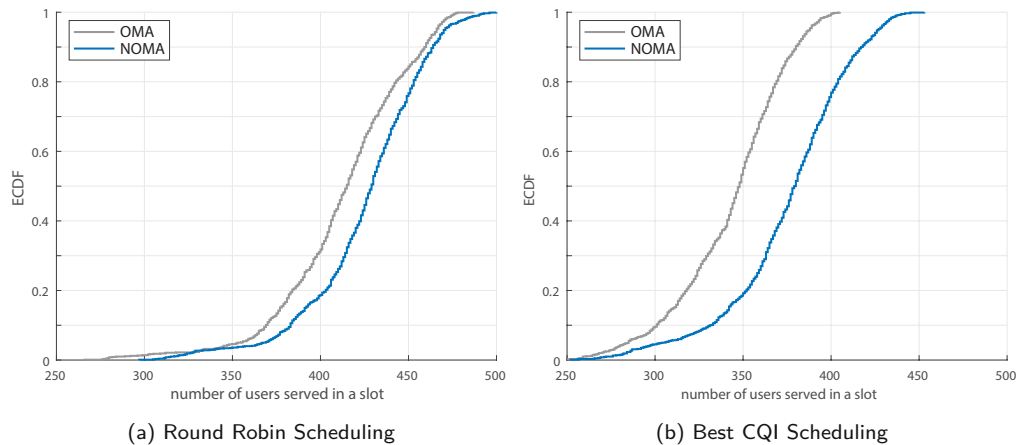 1
0.8
0.6
0.4
0.2
0
ECDF
OMA
NOMA
250 300 350 400 450 500
number of users served in a slot
(a) Round Robin Scheduling
1
0.8
0.6
0.4
0.2
0
ECDF
OMA
NOMA
250 300 350 400 450 500
number of users served in a slot
(b) Best CQI Scheduling